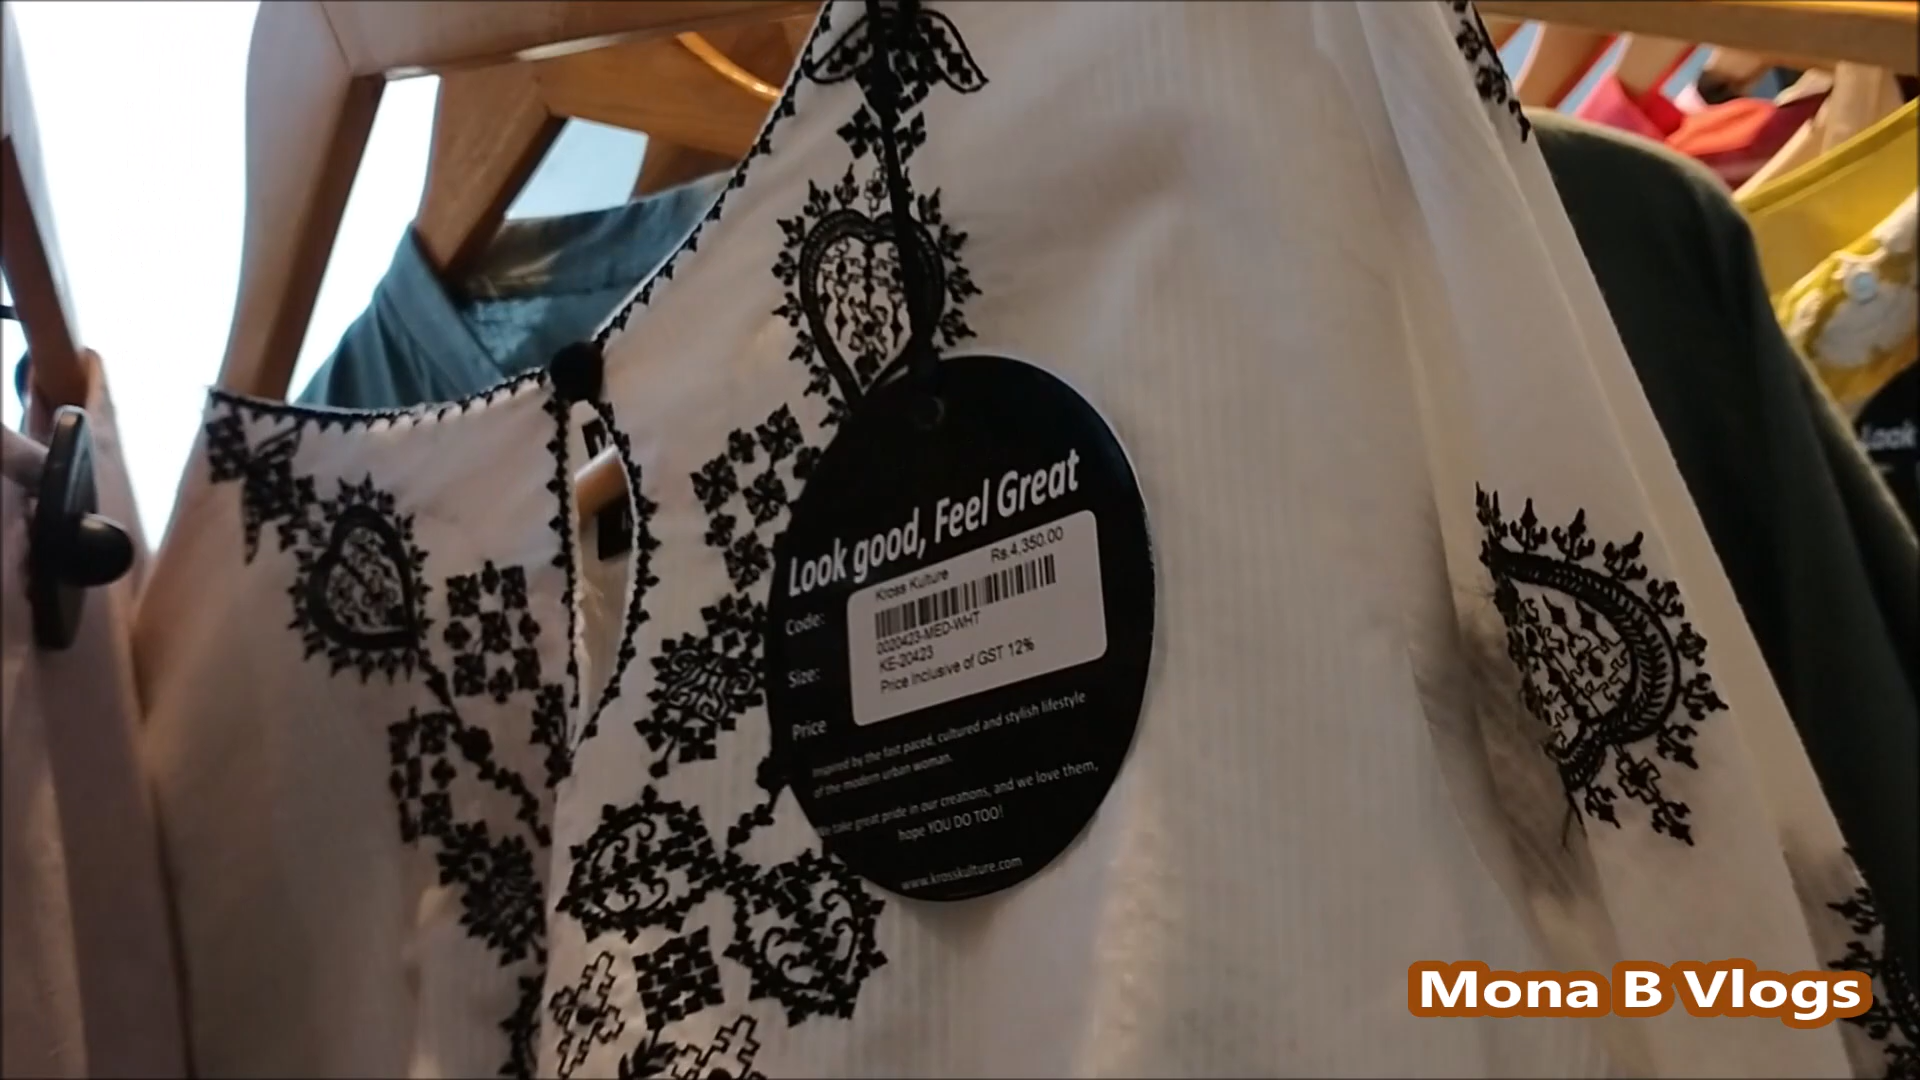 Look good, Feel Great
Kross Kulture Rs.4,350.00
Code:
0020423-MED-WHT
KE-20423
Size:
Price Inclusive of GST 12%
Price
Inspired by the fast paced, cultured and stylish lifestyle
of the modern urban woman.
We take great pride in our creations, and we love them,
hope YOU DO TOO!
www.krosskulture.com
Look
Mona B Vlogs